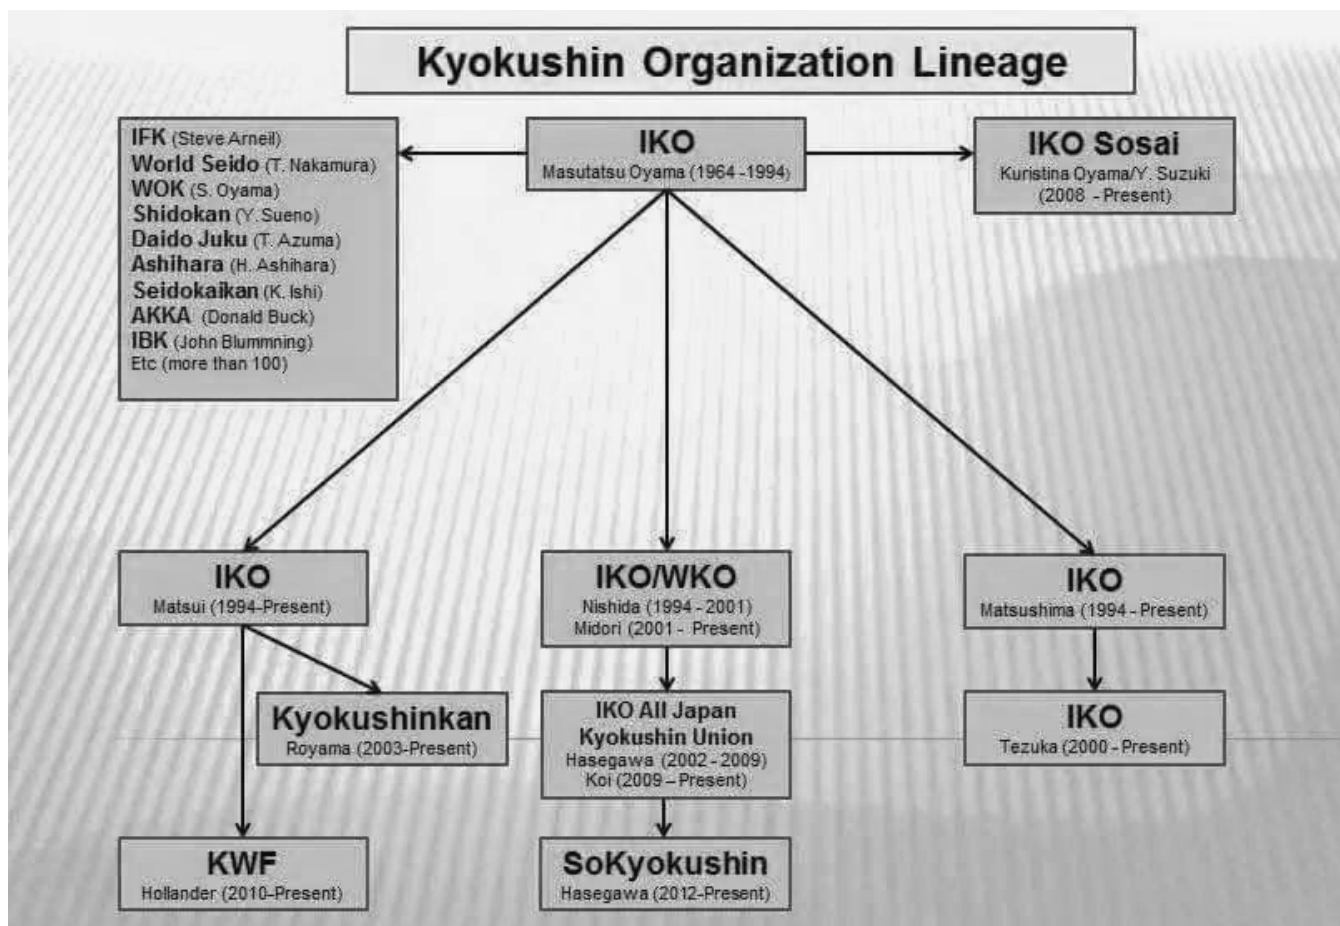 Kyokushin Organization Lineage
IFK (Steve Arneil)
World Seido (T. Nakamura)
WOK (S. Oyama)
Shidokan (Y. Sueno)
Daido Juku (T. Azuma)
Ashihara (H. Ashihara)
Seidokaikan (K. Ishi)
AKKA (Donald Buck)
IBK (John Blummning)
Etc (more than 100)
IKO
Masutatsu Oyama (1964 -1994)
IKO Sosai
Kuristina Oyama/Y. Suzuki
(2008 - Present)
IKO
Matsui (1994-Present)
IKO/WKO
Nishida (1994 - 2001)
Midori (2001 - Present)
IKO
Matsushima (1994 - Present)
Kyokushinkan
Royama (2003-Present)
IKO All Japan
Kyokushin Union
Hasegawa (2002 - 2009)
Koi (2009 – Present)
IKO
Tezuka (2000 - Present)
KWF
Hollander (2010-Present)
SoKyokushin
Hasegawa (2012-Present)